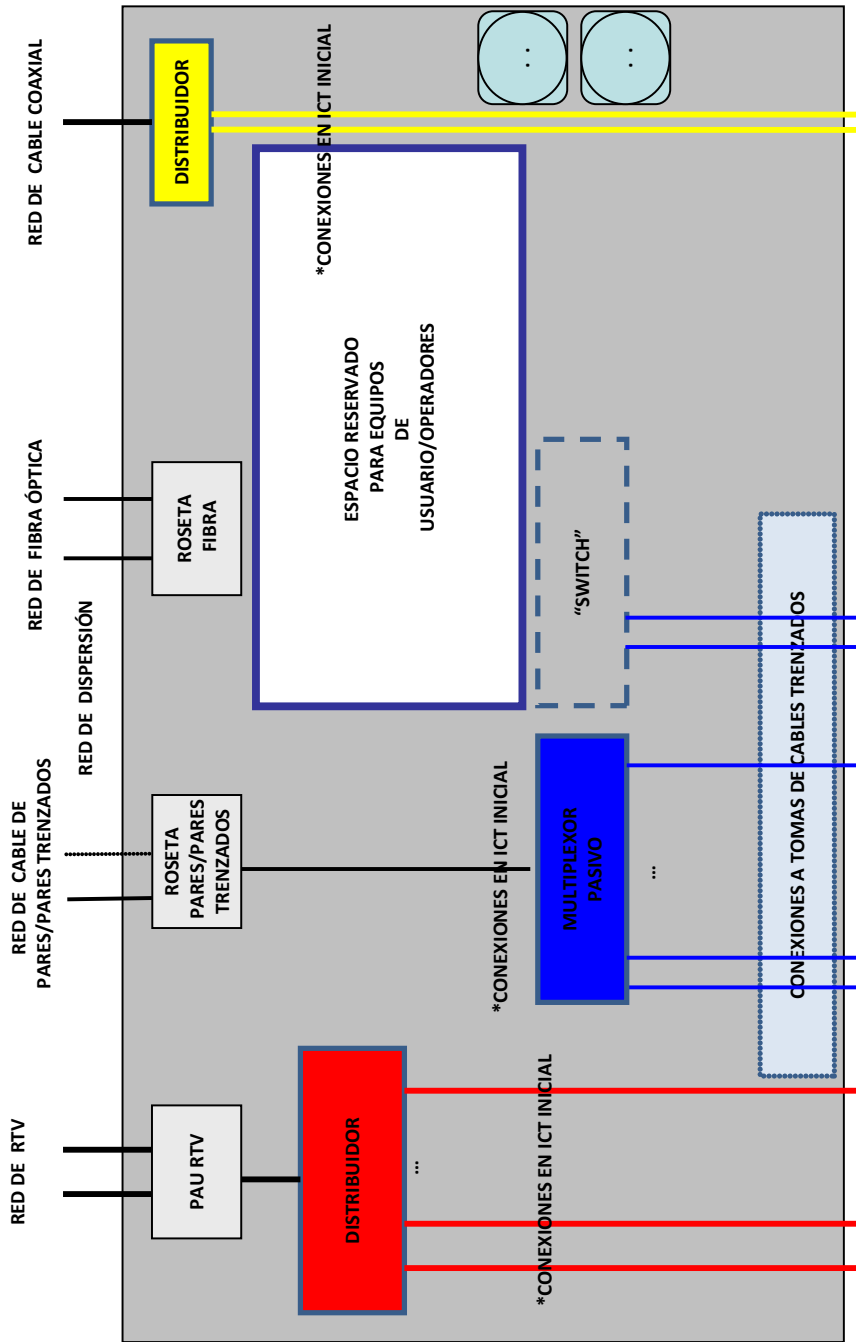 RED DE RTV
RED DE CABLE DE
PARES/PARES TRENZADOS
RED DE DISPERSIÓN
RED DE FIBRA ÓPTICA
RED DE CABLE COAXIAL
PAU RTV
ROSETA
PARES/PARES
TRENZADOS
ROSETA
FIBRA
DISTRIBUIDOR
DISTRIBUIDOR
...
*CONEXIONES EN ICT INICIAL
ESPACIO RESERVADO
PARA EQUIPOS
DE
USUARIO/OPERADORES
*CONEXIONES EN ICT INICIAL
*CONEXIONES EN ICT INICIAL
MULTIPLEXOR
PASIVO
...
“SWITCH”
CONEXIONES A TOMAS DE CABLES TRENZADOS